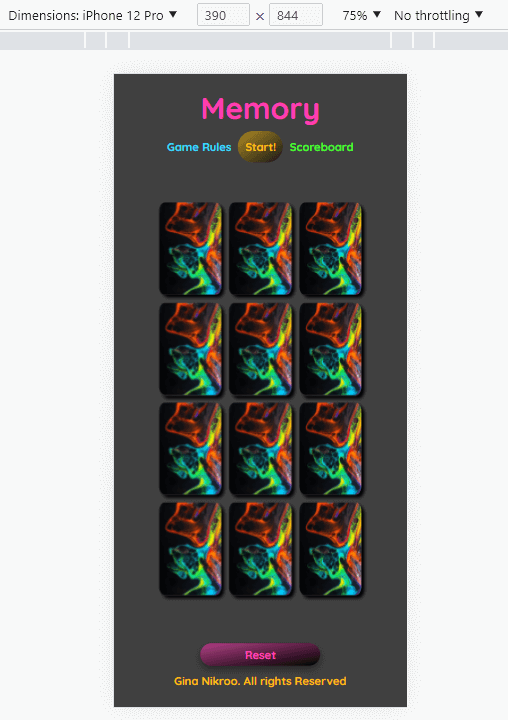 Dimensions: iPhone 12 Pro ▼ 390 × 844 75% ▼ No throttling ▼
Memory
Game Rules Start! Scoreboard
Reset
Gina Nikroo. All rights Reserved